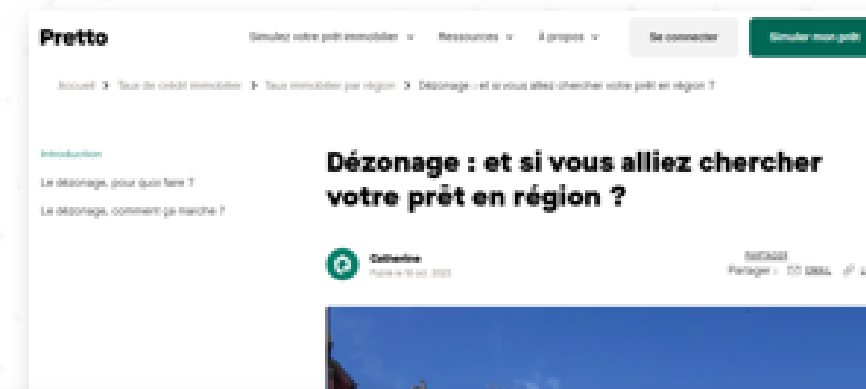 Pretto
Simulez votre prêt immobilier
Ressources
À propos
Se connecter
Simuler mon prêt
Accueil > Taux de crédit immobilier > Taux immobilier par région > Dézonage : et si vous alliez chercher votre prêt en région ?
Introduction
Le dézonage, pour quoi faire ?
Le dézonage, comment ça marche ?
Dézonage : et si vous alliez chercher
votre prêt en région ?
Catherine
Partager :
EMAIL